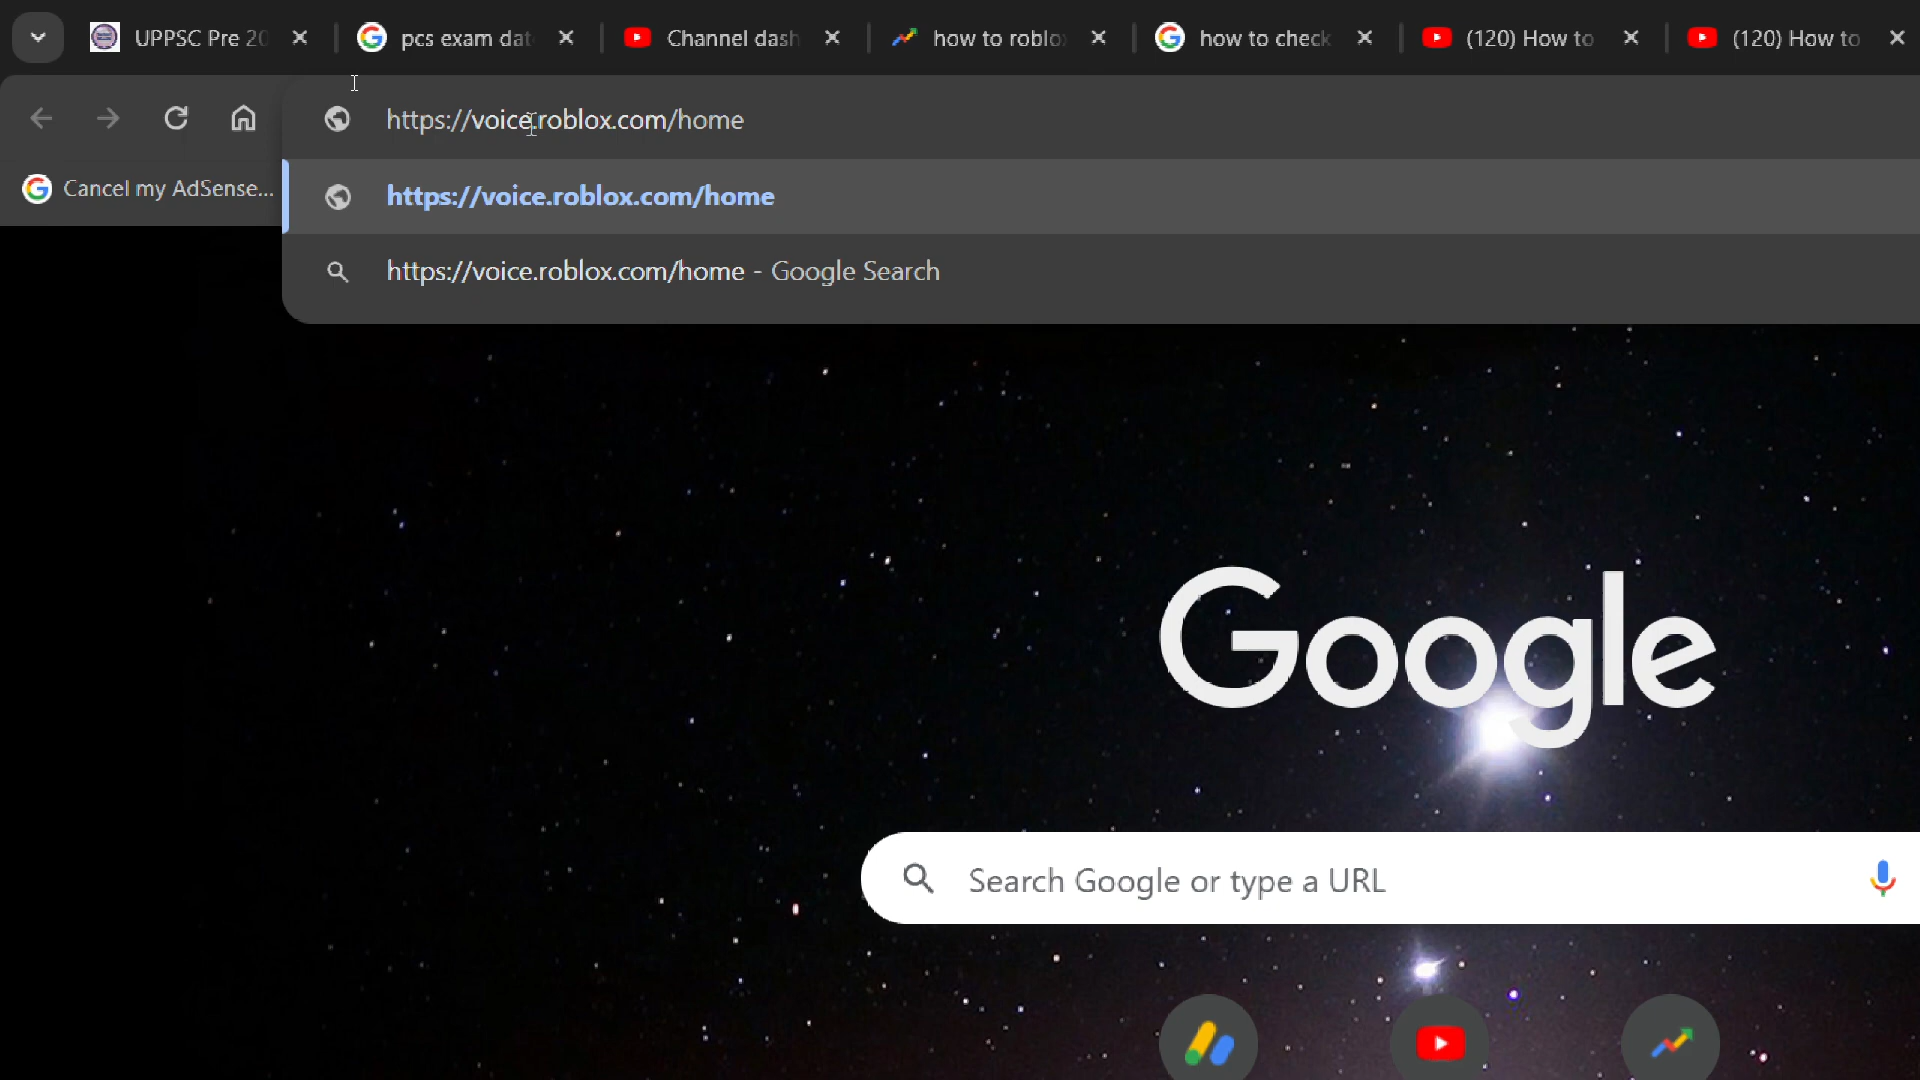 UPPSC Pre 20
pcs exam dat
Channel dash
how to roblo
how to check
(120) How to
(120) How to
https://voice.roblox.com/home
Cancel my AdSense...
https://voice.roblox.com/home
https://voice.roblox.com/home - Google Search
Google
Search Google or type a URL